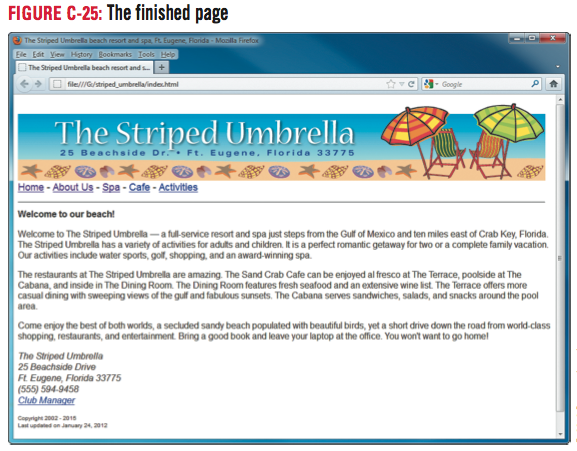 FIGURE C-25: The finished page
The Striped Umbrella beach resort and spa, Ft. Eugene, Florida - Mozilla Firefox
File Edit View History Bookmarks Tools Help
The Striped Umbrella beach resort and s... +
file:///G:/striped_umbrella/index.html
Google
The Striped Umbrella
25 Beachside Dr. • Ft. Eugene, Florida 33775
Home - About Us - Spa - Cafe - Activities
Welcome to our beach!
Welcome to The Striped Umbrella — a full-service resort and spa just steps from the Gulf of Mexico and ten miles east of Crab Key, Florida.
The Striped Umbrella has a variety of activities for adults and children. It is a perfect romantic getaway for two or a complete family vacation.
Our activities include water sports, golf, shopping, and an award-winning spa.
The restaurants at The Striped Umbrella are amazing. The Sand Crab Cafe can be enjoyed al fresco at The Terrace, poolside at The
Cabana, and inside in The Dining Room. The Dining Room features fresh seafood and an extensive wine list. The Terrace offers more
casual dining with sweeping views of the gulf and fabulous sunsets. The Cabana serves sandwiches, salads, and snacks around the pool
area.
Come enjoy the best of both worlds, a secluded sandy beach populated with beautiful birds, yet a short drive down the road from world-class
shopping, restaurants, and entertainment. Bring a good book and leave your laptop at the office. You won't want to go home!
The Striped Umbrella
25 Beachside Drive
Ft. Eugene, Florida 33775
(555) 594-9458
Club Manager
Copyright 2002 - 2015
Last updated on January 24, 2012